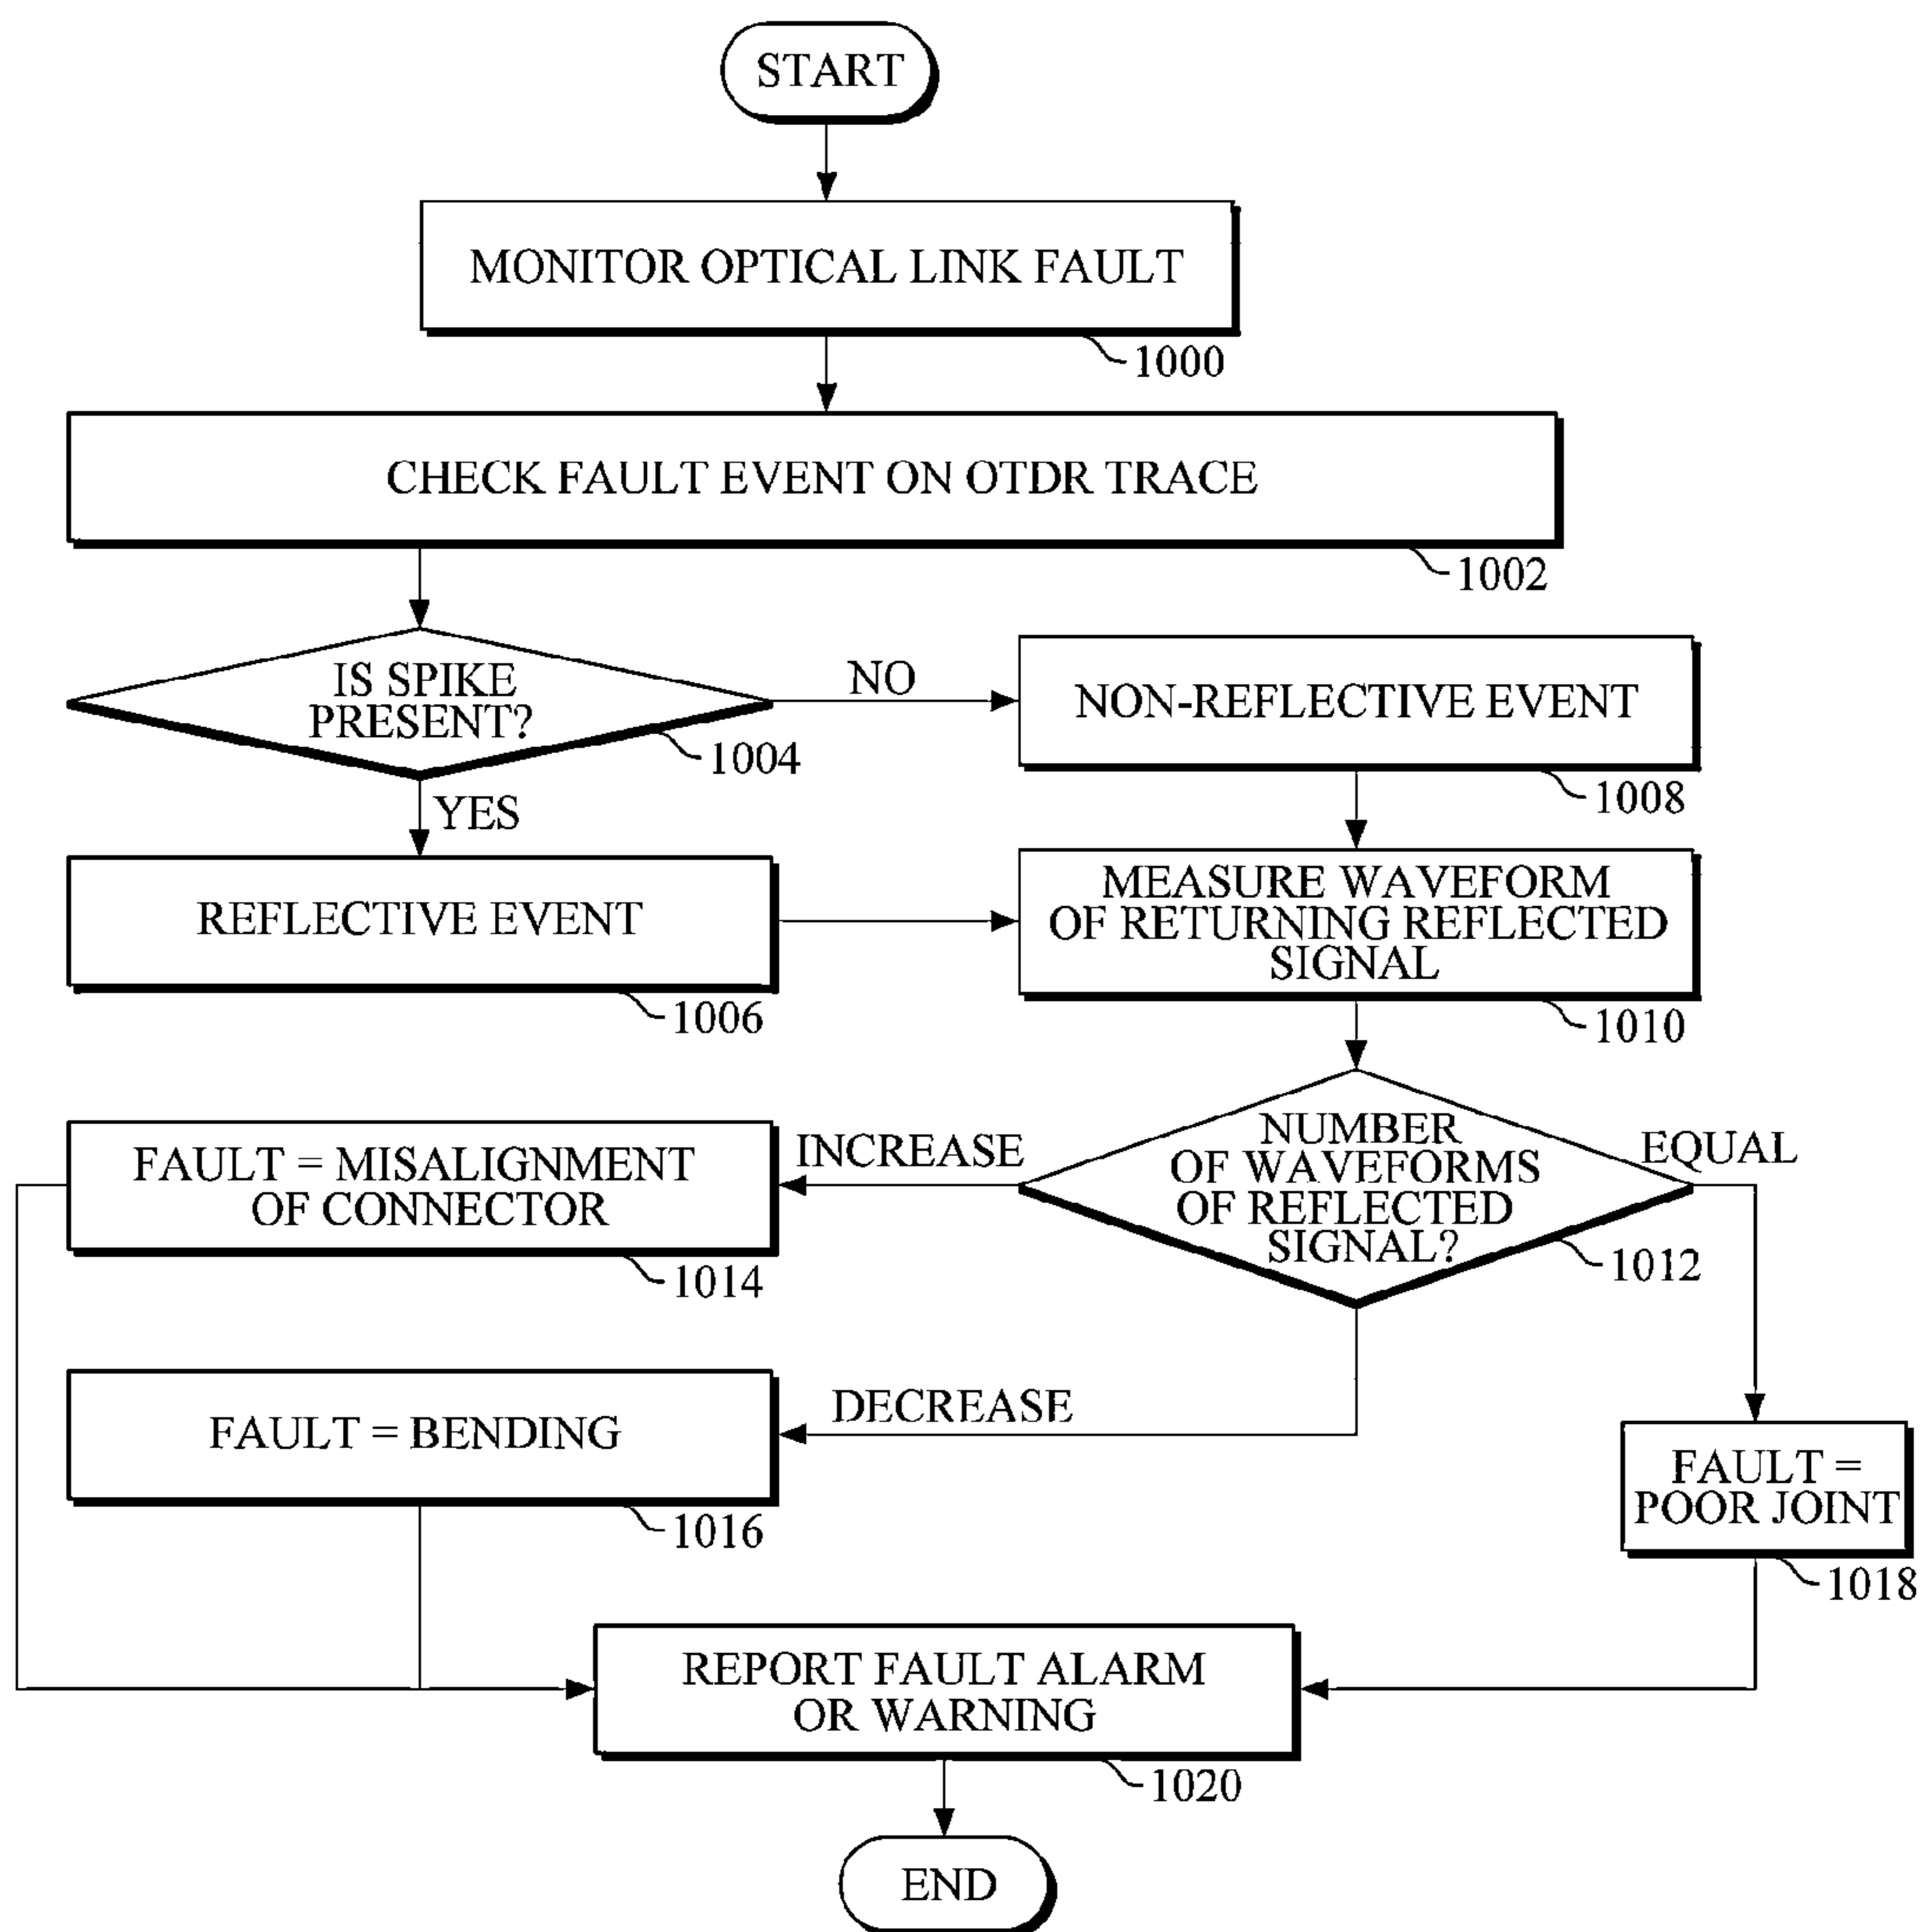 START
MONITOR OPTICAL LINK FAULT
1000
CHECK FAULT EVENT ON OTDR TRACE
1002
IS SPIKE
PRESENT?
1004
NO
NON-REFLECTIVE EVENT
1008
YES
REFLECTIVE EVENT
1006
MEASURE WAVEFORM
OF RETURNING REFLECTED
SIGNAL
1010
NUMBER
OF WAVEFORMS
OF REFLECTED
SIGNAL?
1012
INCREASE
FAULT = MISALIGNMENT
OF CONNECTOR
1014
EQUAL
DECREASE
FAULT = BENDING
1016
FAULT =
POOR JOINT
1018
REPORT FAULT ALARM
OR WARNING
1020
END